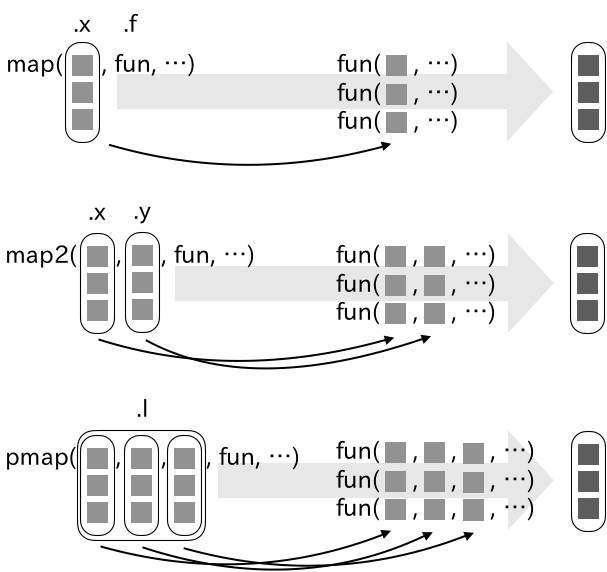 .x .f
map( , fun, ⋯)
fun( , ⋯)
fun( , ⋯)
fun( , ⋯)
.x .y
map2( , , fun, ⋯)
fun( , , ⋯)
fun( , , ⋯)
fun( , , ⋯)
.l
pmap( , , , fun, ⋯)
fun( , , , ⋯)
fun( , , , ⋯)
fun( , , , ⋯)